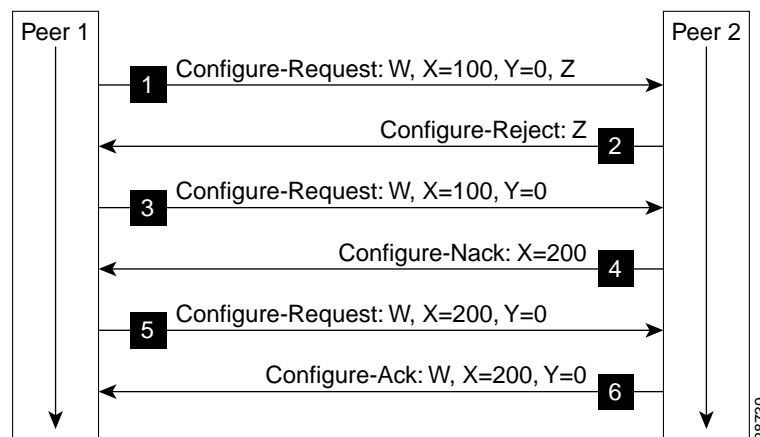 Peer 1
Peer 2
Configure-Request: W, X=100, Y=0, Z
1
Configure-Reject: Z
2
Configure-Request: W, X=100, Y=0
3
Configure-Nack: X=200
4
Configure-Request: W, X=200, Y=0
5
Configure-Ack: W, X=200, Y=0
6